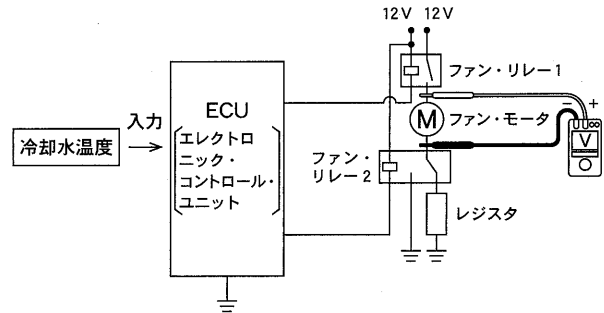 12V 12V
ファン・リレー1
ECU
エレクトロ
ニック・
コントロール・
ユニット
入力
冷却水温度
M
ファン・モータ
− +
V
ファン・
リレー2
レジスタ